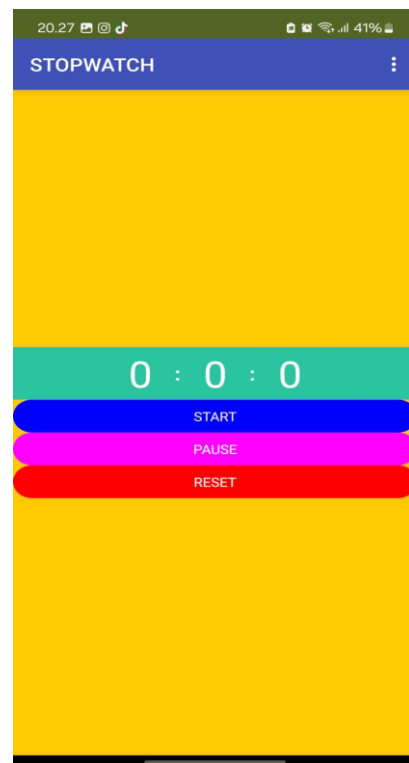 20.27 41%
STOPWATCH
0 : 0 : 0
START
PAUSE
RESET